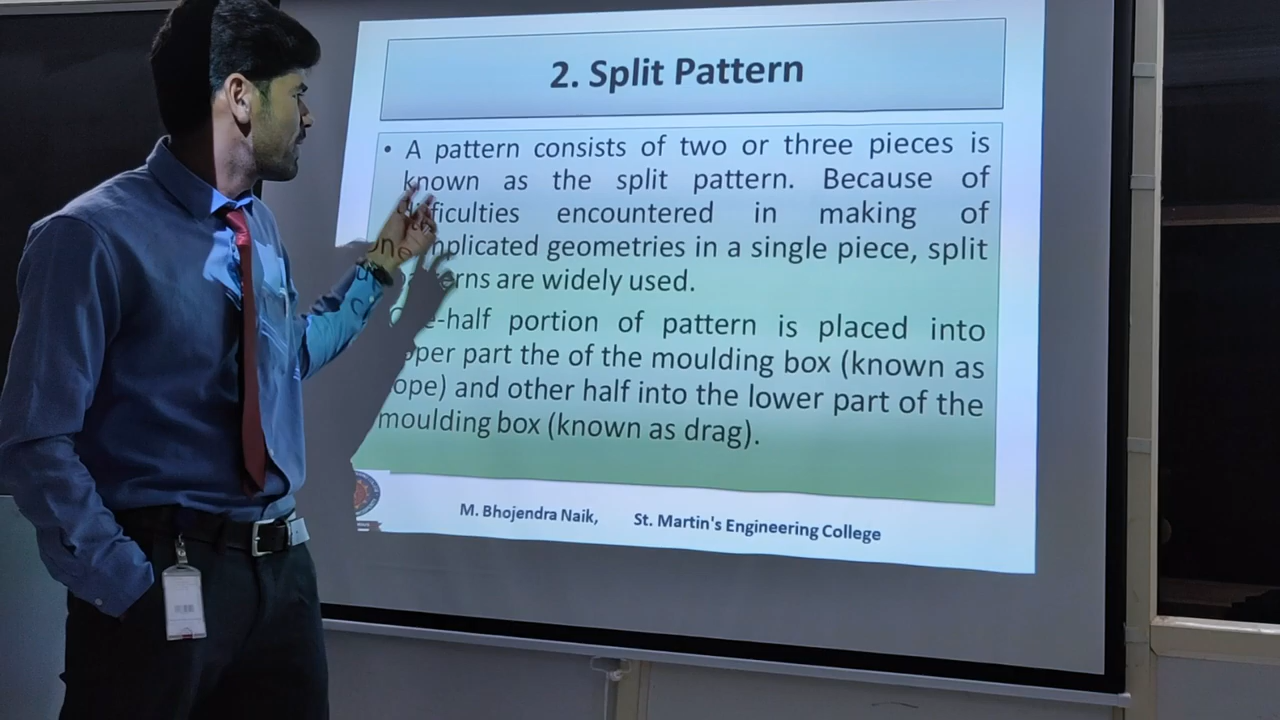 2. Split Pattern
• A pattern consists of two or three pieces is
known as the split pattern. Because of
encountered in making of
geometries in a single piece, split
are widely used.
portion of pattern is placed into
part the of the moulding box (known as
and other half into the lower part of the
moulding box (known as drag).
M. Bhojendra Naik, St. Martin's Engineering College